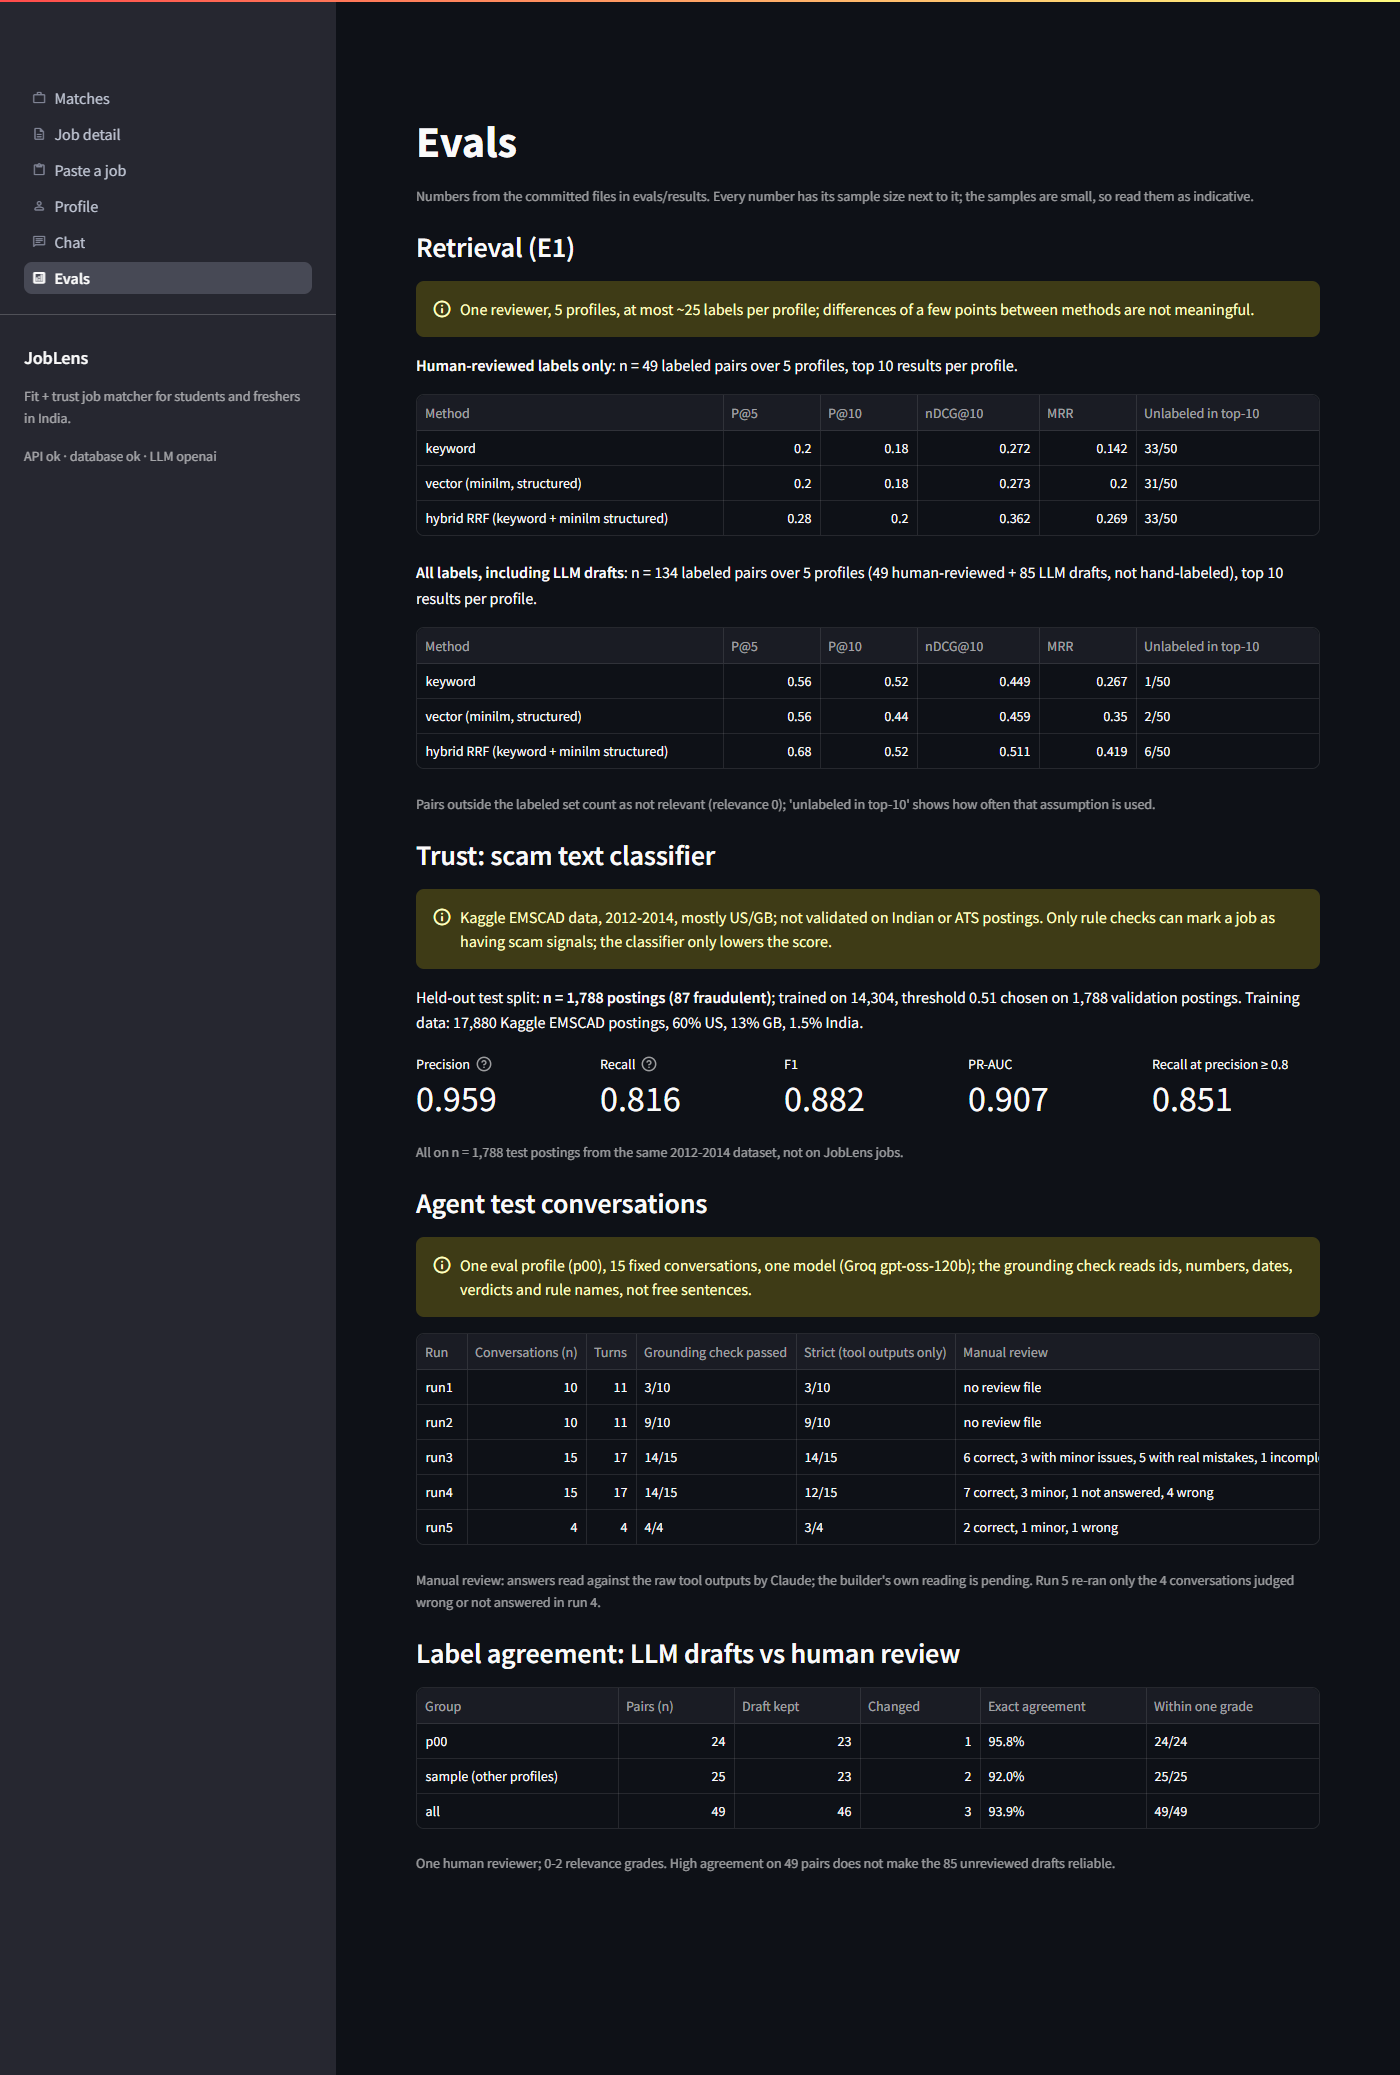 Matches
Job detail
Paste a job
Profile
Chat
Evals
JobLens
Fit + trust job matcher for students and freshers
in India.
API ok · database ok · LLM openai
Evals
Numbers from the committed files in evals/results. Every number has its sample size next to it; the samples are small, so read them as indicative.
Retrieval (E1)
One reviewer, 5 profiles, at most ~25 labels per profile; differences of a few points between methods are not meaningful.
Human-reviewed labels only: n = 49 labeled pairs over 5 profiles, top 10 results per profile.
Method P@5 P@10 nDCG@10 MRR Unlabeled in top-10
keyword 0.2 0.18 0.272 0.142 33/50
vector (minilm, structured) 0.2 0.18 0.273 0.2 31/50
hybrid RRF (keyword + minilm structured) 0.28 0.2 0.362 0.269 33/50
All labels, including LLM drafts: n = 134 labeled pairs over 5 profiles (49 human-reviewed + 85 LLM drafts, not hand-labeled), top 10
results per profile.
Method P@5 P@10 nDCG@10 MRR Unlabeled in top-10
keyword 0.56 0.52 0.449 0.267 1/50
vector (minilm, structured) 0.56 0.44 0.459 0.35 2/50
hybrid RRF (keyword + minilm structured) 0.68 0.52 0.511 0.419 6/50
Pairs outside the labeled set count as not relevant (relevance 0); 'unlabeled in top-10' shows how often that assumption is used.
Trust: scam text classifier
Kaggle EMSCAD data, 2012-2014, mostly US/GB; not validated on Indian or ATS postings. Only rule checks can mark a job as
having scam signals; the classifier only lowers the score.
Held-out test split: n = 1,788 postings (87 fraudulent); trained on 14,304, threshold 0.51 chosen on 1,788 validation postings. Training
data: 17,880 Kaggle EMSCAD postings, 60% US, 13% GB, 1.5% India.
Precision Recall F1 PR-AUC Recall at precision ≥ 0.8
0.959 0.816 0.882 0.907 0.851
All on n = 1,788 test postings from the same 2012-2014 dataset, not on JobLens jobs.
Agent test conversations
One eval profile (p00), 15 fixed conversations, one model (Groq gpt-oss-120b); the grounding check reads ids, numbers, dates,
verdicts and rule names, not free sentences.
Run Conversations (n) Turns Grounding check passed Strict (tool outputs only) Manual review
run1 10 11 3/10 3/10 no review file
run2 10 11 9/10 9/10 no review file
run3 15 17 14/15 14/15 6 correct, 3 with minor issues, 5 with real mistakes, 1 incompl
run4 15 17 14/15 12/15 7 correct, 3 minor, 1 not answered, 4 wrong
run5 4 4 4/4 3/4 2 correct, 1 minor, 1 wrong
Manual review: answers read against the raw tool outputs by Claude; the builder's own reading is pending. Run 5 re-ran only the 4 conversations judged
wrong or not answered in run 4.
Label agreement: LLM drafts vs human review
Group Pairs (n) Draft kept Changed Exact agreement Within one grade
p00 24 23 1 95.8% 24/24
sample (other profiles) 25 23 2 92.0% 25/25
all 49 46 3 93.9% 49/49
One human reviewer; 0-2 relevance grades. High agreement on 49 pairs does not make the 85 unreviewed drafts reliable.